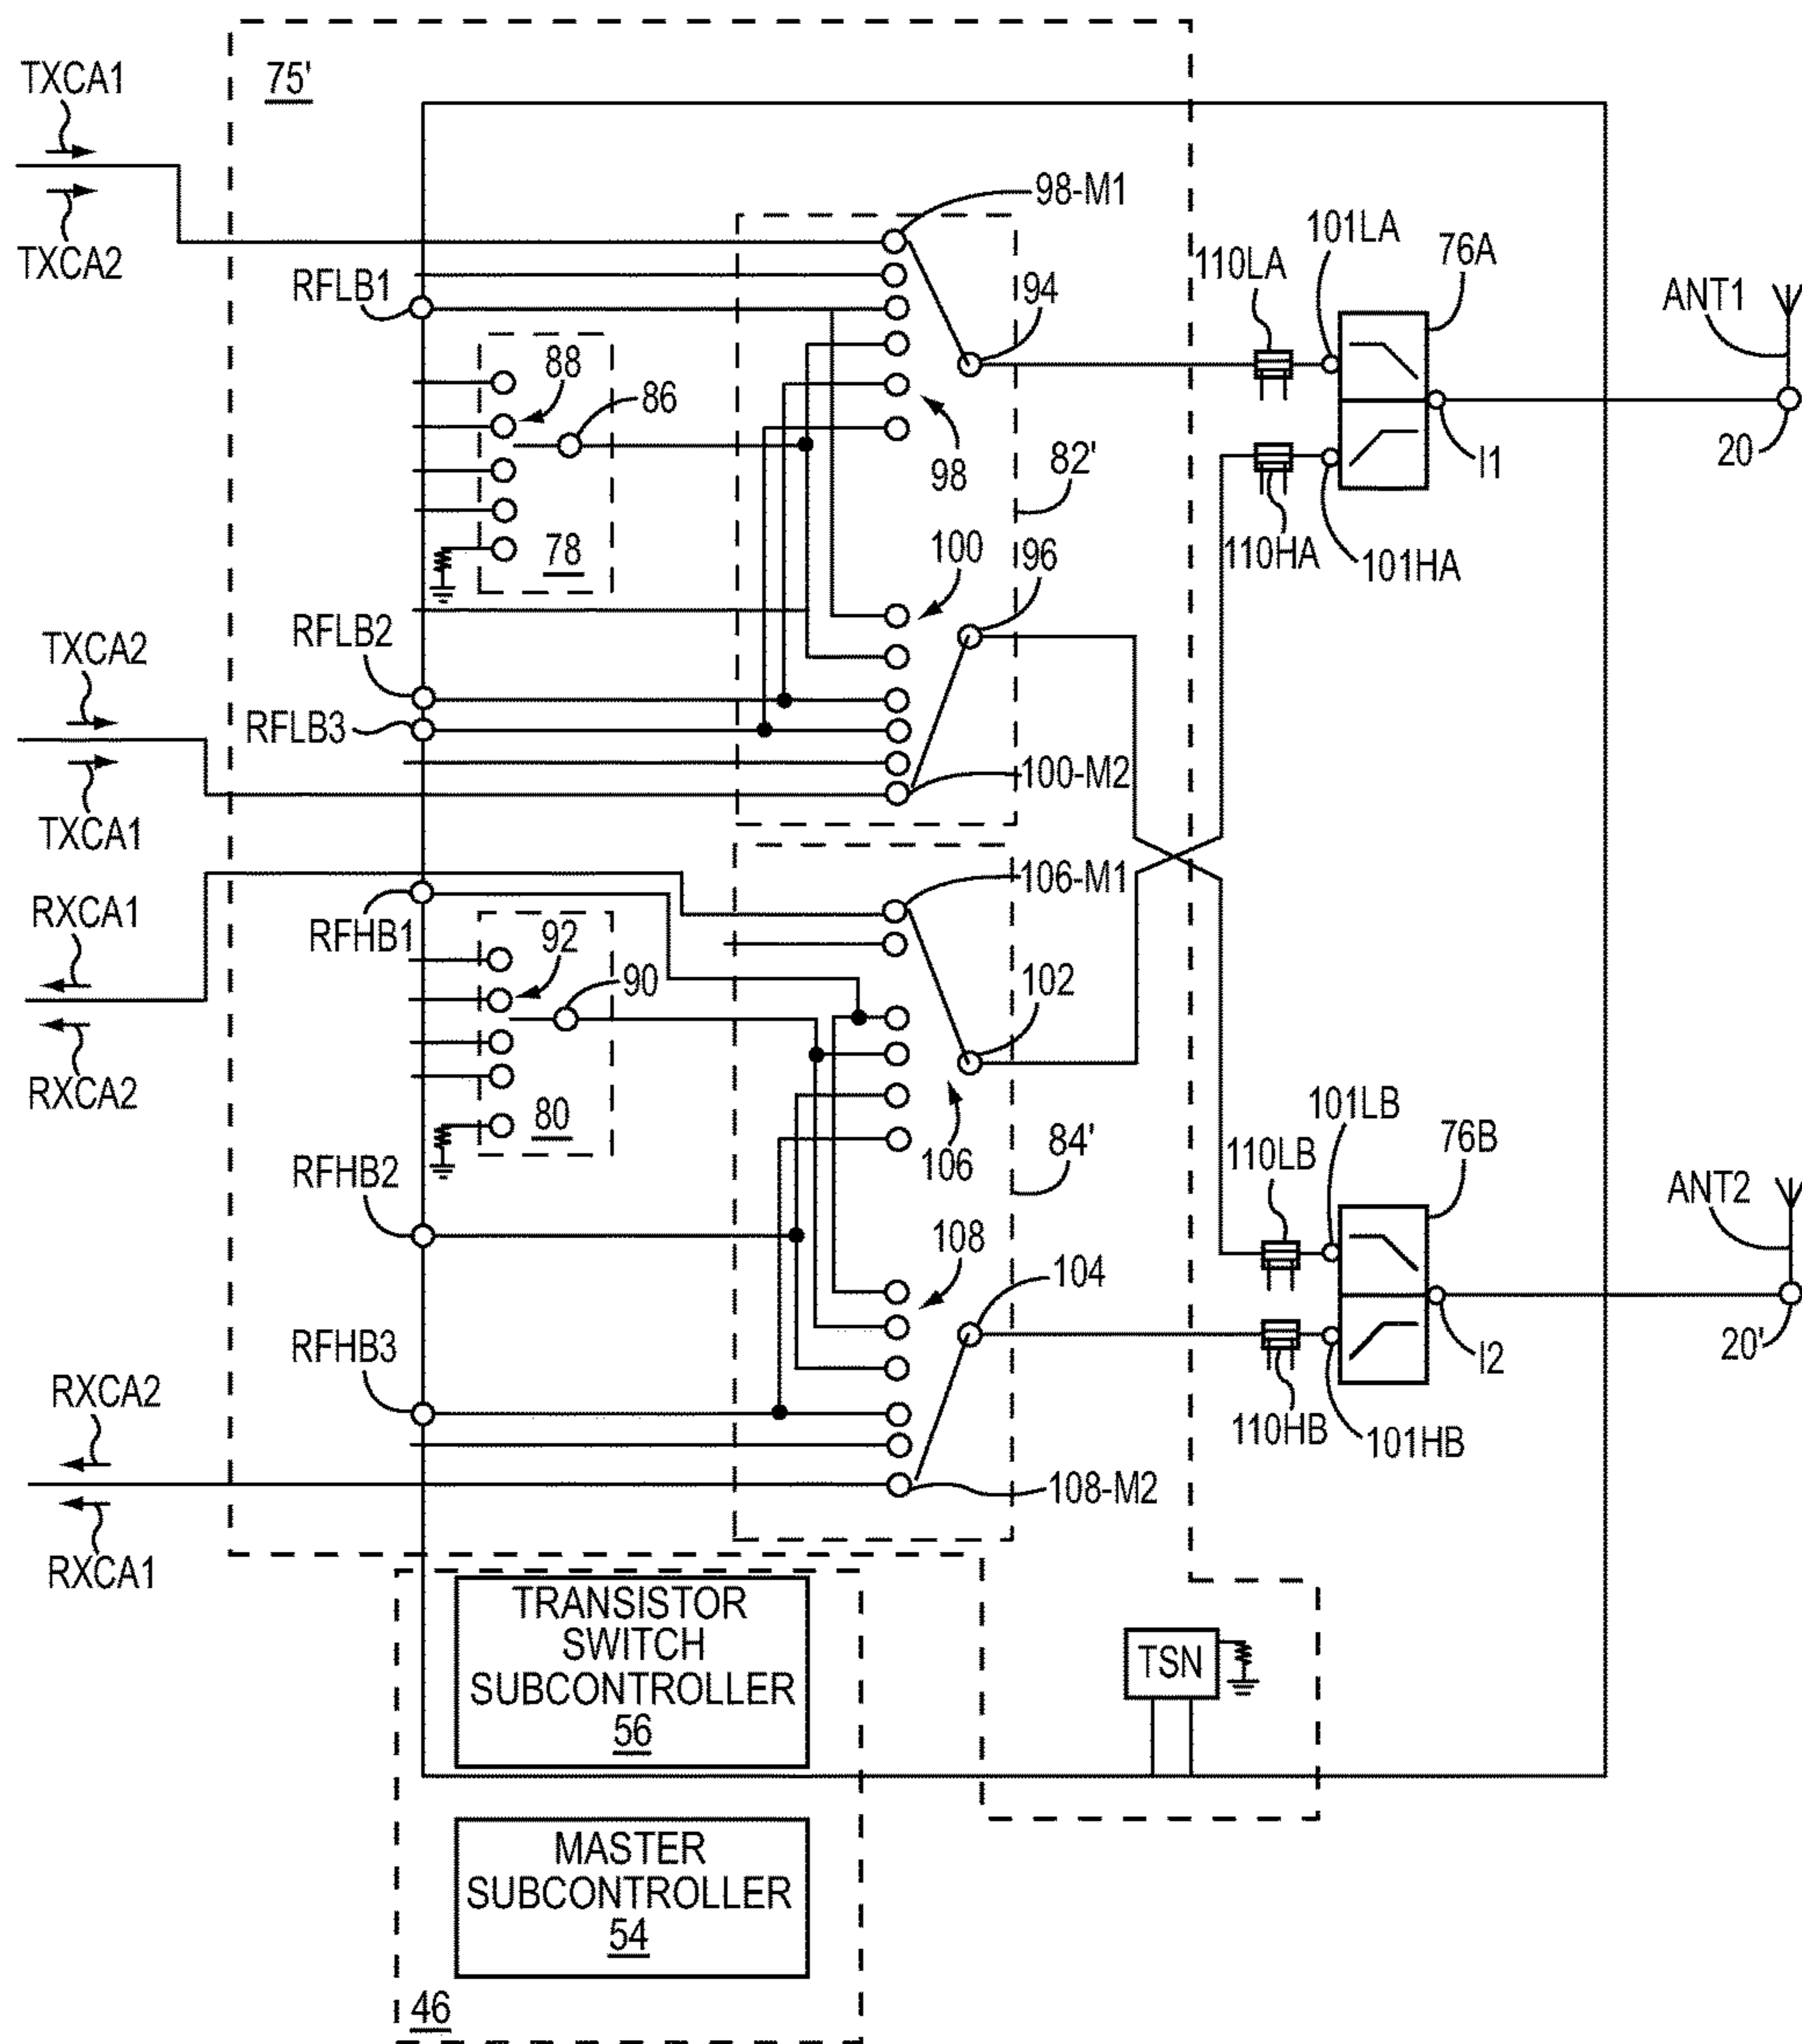 75'
TXCA1
TXCA2
98-M1
RFLB1
88
86
78
94
98
82'
100
96
110LA
101LA
76A
ANT1
110HA
101HA
I1
20
RFLB2
TXCA2
RFLB3
TXCA1
100-M2
106-M1
RXCA1
RFHB1
92
90
102
RXCA2
80
RFHB2
106
84'
101LB
110LB
76B
ANT2
108
104
RFHB3
RXCA2
110HB
101HB
I2
20'
108-M2
RXCA1
TRANSISTOR
SWITCH
SUBCONTROLLER
56
TSN
MASTER
SUBCONTROLLER
54
46